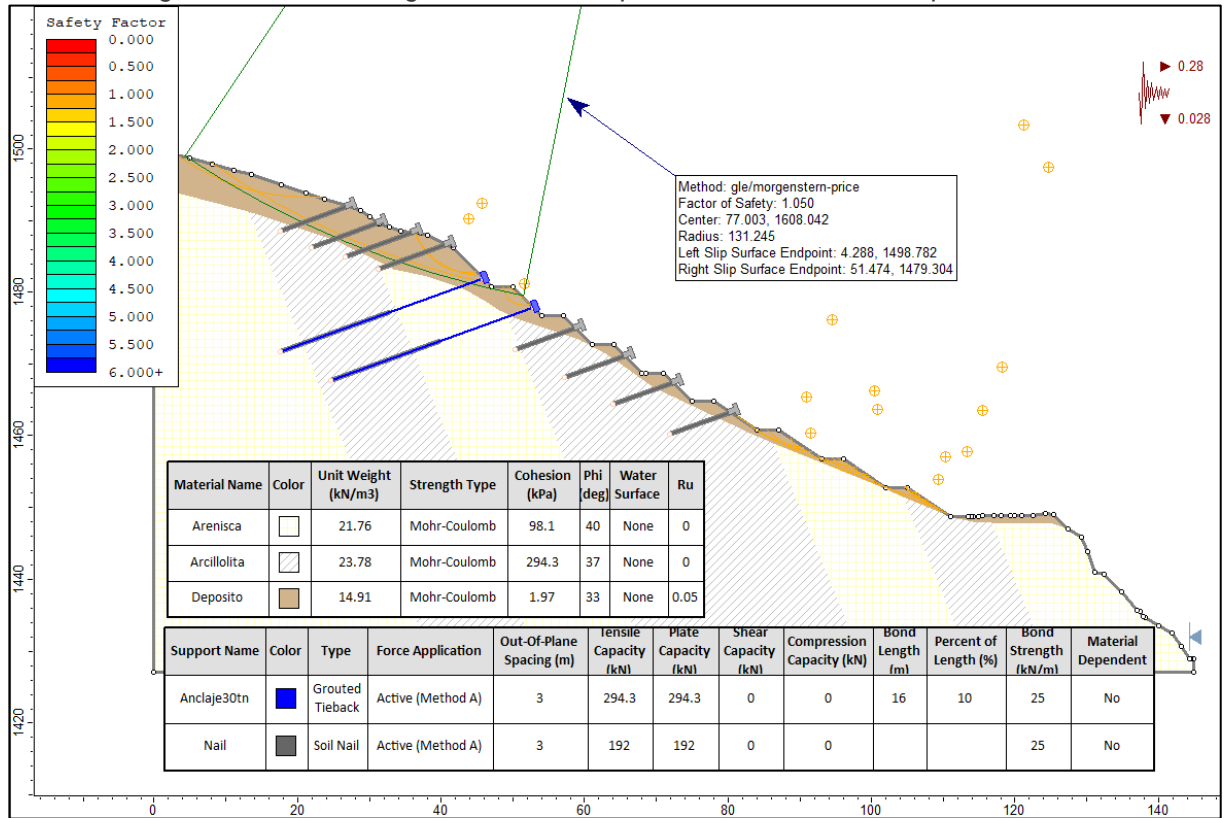 Safety Factor
0.000
0.500
1.000
1.500
2.000
2.500
3.000
3.500
4.000
4.500
5.000
5.500
6.000+
0.28
0.028
Method: gle/morgenstern-price
Factor of Safety: 1.050
Center: 77.003, 1608.042
Radius: 131.245
Left Slip Surface Endpoint: 4.288, 1498.782
Right Slip Surface Endpoint: 51.474, 1479.304
1500
1480
1460
1440
1420
Material Name Color Unit Weight (kN/m3) Strength Type Cohesion (kPa) Phi (deg) Water Surface Ru
Arenisca 21.76 Mohr-Coulomb 98.1 40 None 0
Arcillolita 23.78 Mohr-Coulomb 294.3 37 None 0
Deposito 14.91 Mohr-Coulomb 1.97 33 None 0.05
Support Name Color Type Force Application Out-Of-Plane Spacing (m) Tensile Capacity (kN) Plate Capacity (kN) Shear Capacity (kN) Compression Capacity (kN) Bond Length (m) Percent of Length (%) Bond Strength (kN/m) Material Dependent
Anclaje30tn Grouted Tieback Active (Method A) 3 294.3 294.3 0 0 16 10 25 No
Nail Soil Nail Active (Method A) 3 192 192 0 0 25 No
0 20 40 60 80 100 120 140